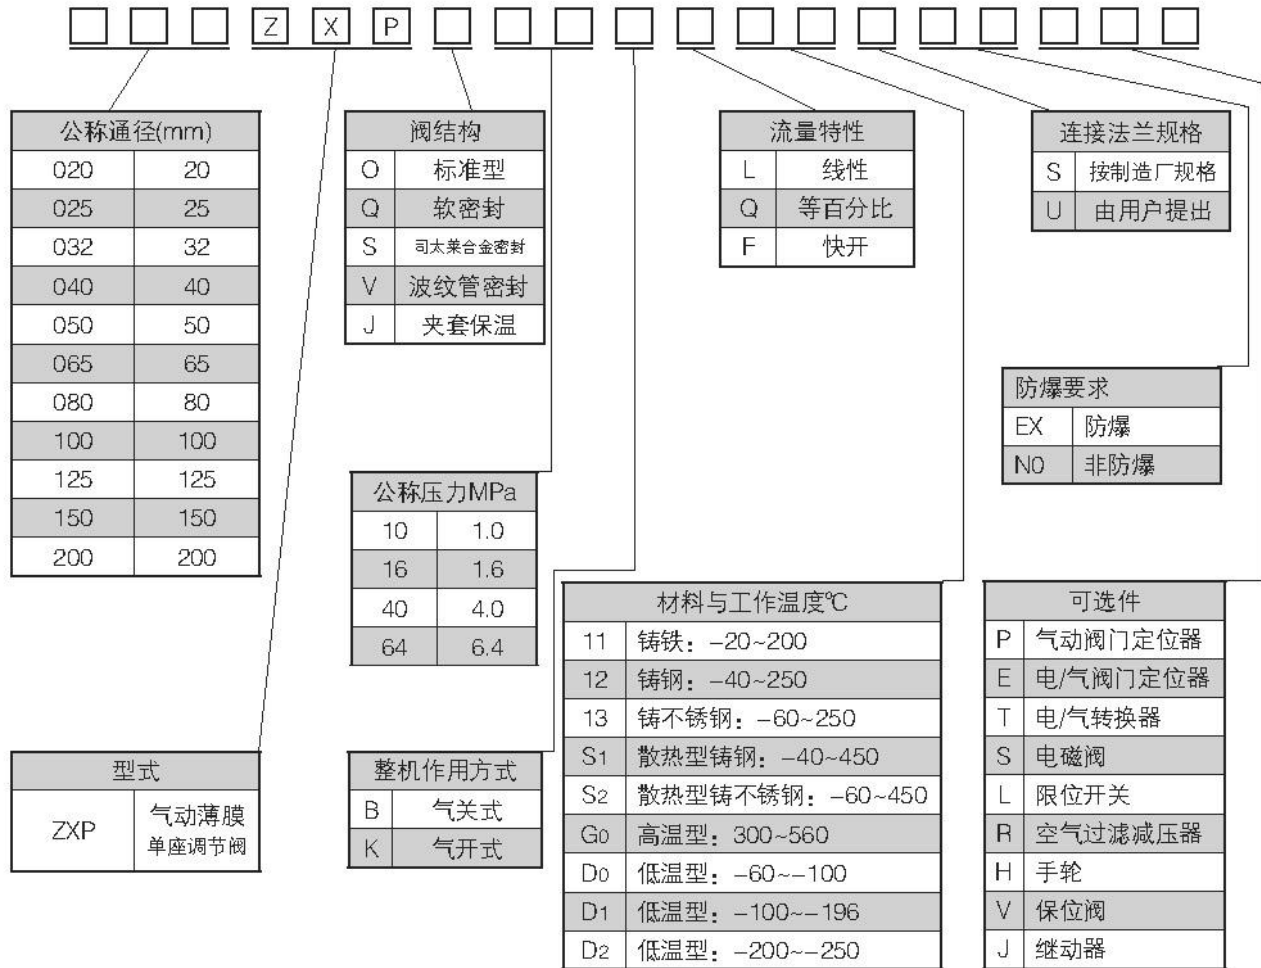 Z X P
公称通径(mm)
020 20
025 25
032 32
040 40
050 50
065 65
080 80
100 100
125 125
150 150
200 200
阀结构
O 标准型
Q 软密封
S 司太莱合金密封
V 波纹管密封
J 夹套保温
流量特性
L 线性
Q 等百分比
F 快开
连接法兰规格
S 按制造厂规格
U 由用户提出
防爆要求
EX 防爆
N0 非防爆
公称压力MPa
10 1.0
16 1.6
40 4.0
64 6.4
型式
ZXP 气动薄膜
单座调节阀
整机作用方式
B 气关式
K 气开式
材料与工作温度℃
11 铸铁：-20~200
12 铸钢：-40~250
13 铸不锈钢：-60~250
S1 散热型铸钢：-40~450
S2 散热型铸不锈钢：-60~450
G0 高温型：300~560
D0 低温型：-60~-100
D1 低温型：-100~-196
D2 低温型：-200~-250
可选件
P 气动阀门定位器
E 电/气阀门定位器
T 电/气转换器
S 电磁阀
L 限位开关
R 空气过滤减压器
H 手轮
V 保位阀
J 继动器